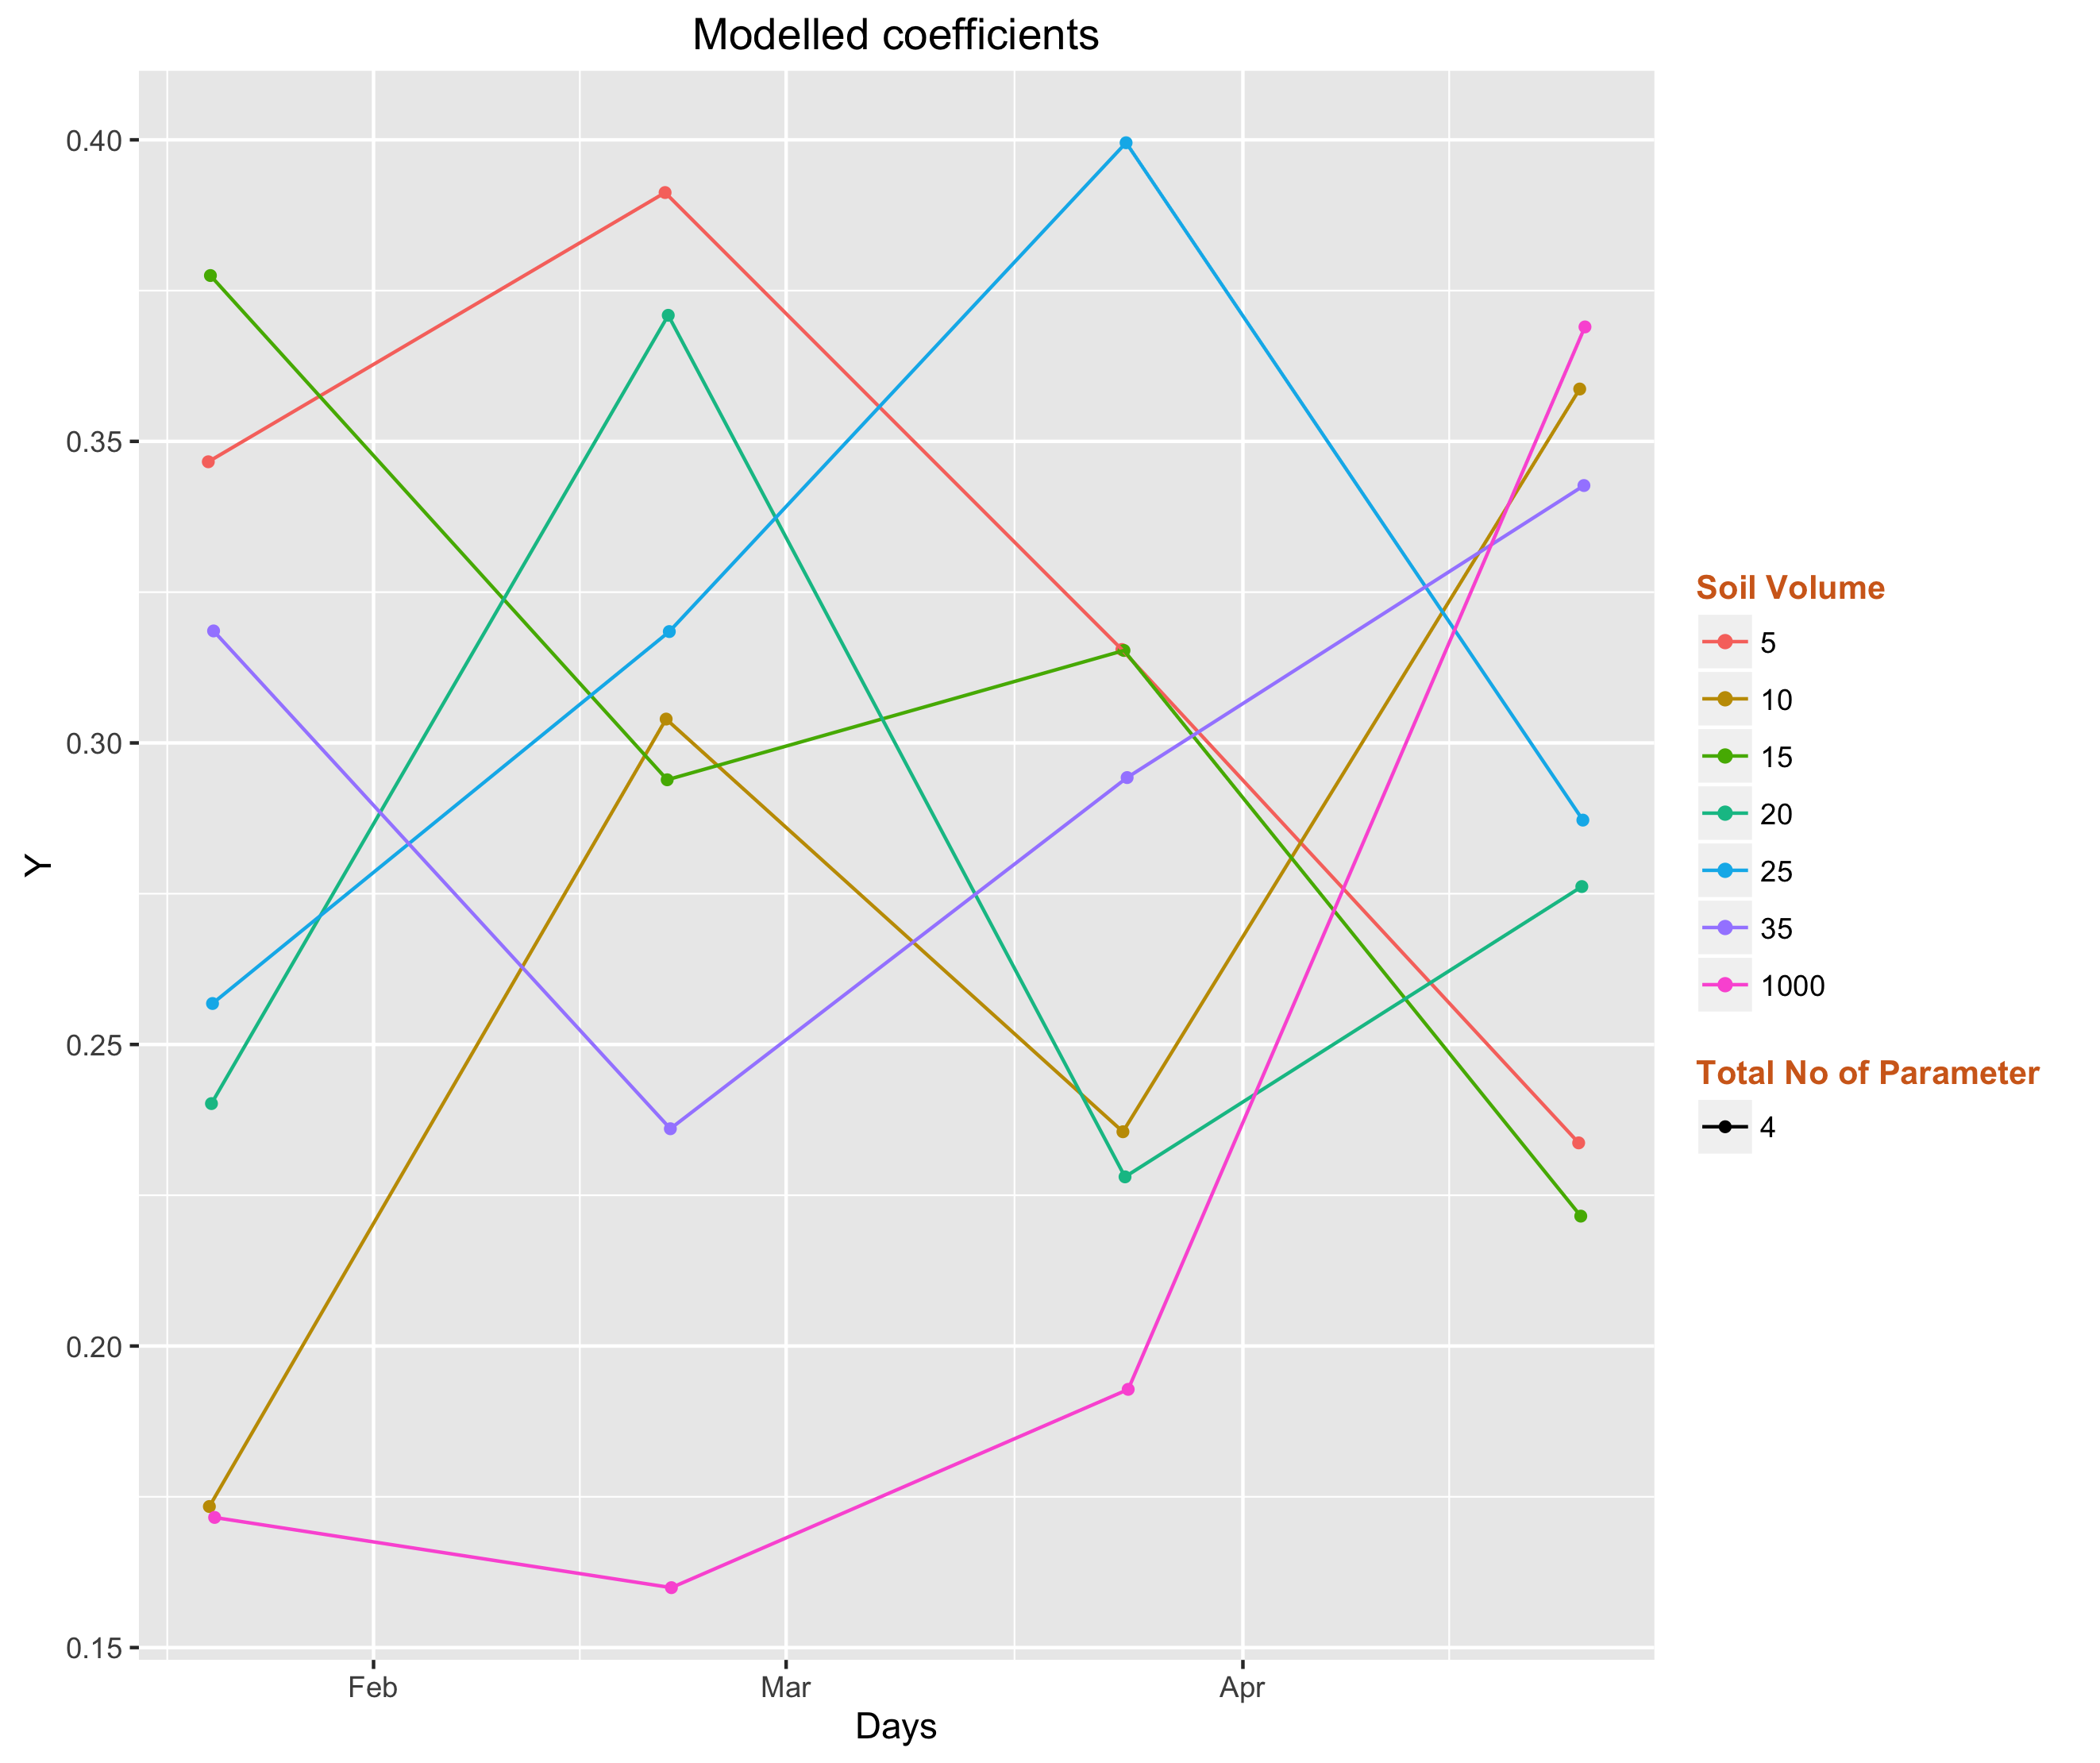 Modelled coefficients
0.40
0.35
0.30
0.25
0.20
0.15
Y
Feb Mar Apr
Days
Soil Volume
5
10
15
20
25
35
1000
Total No of Parameter
4